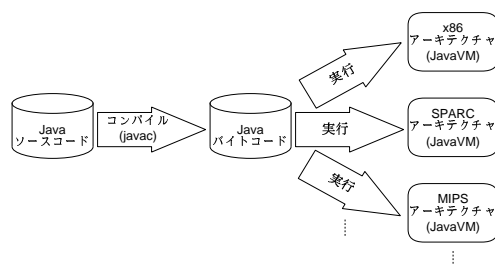 Java
ソースコード
コンパイル
(javac)
Java
バイトコード
実行
実行
実行
x86
アーキテクチャ
(JavaVM)
SPARC
アーキテクチャ
(JavaVM)
MIPS
アーキテクチャ
(JavaVM)